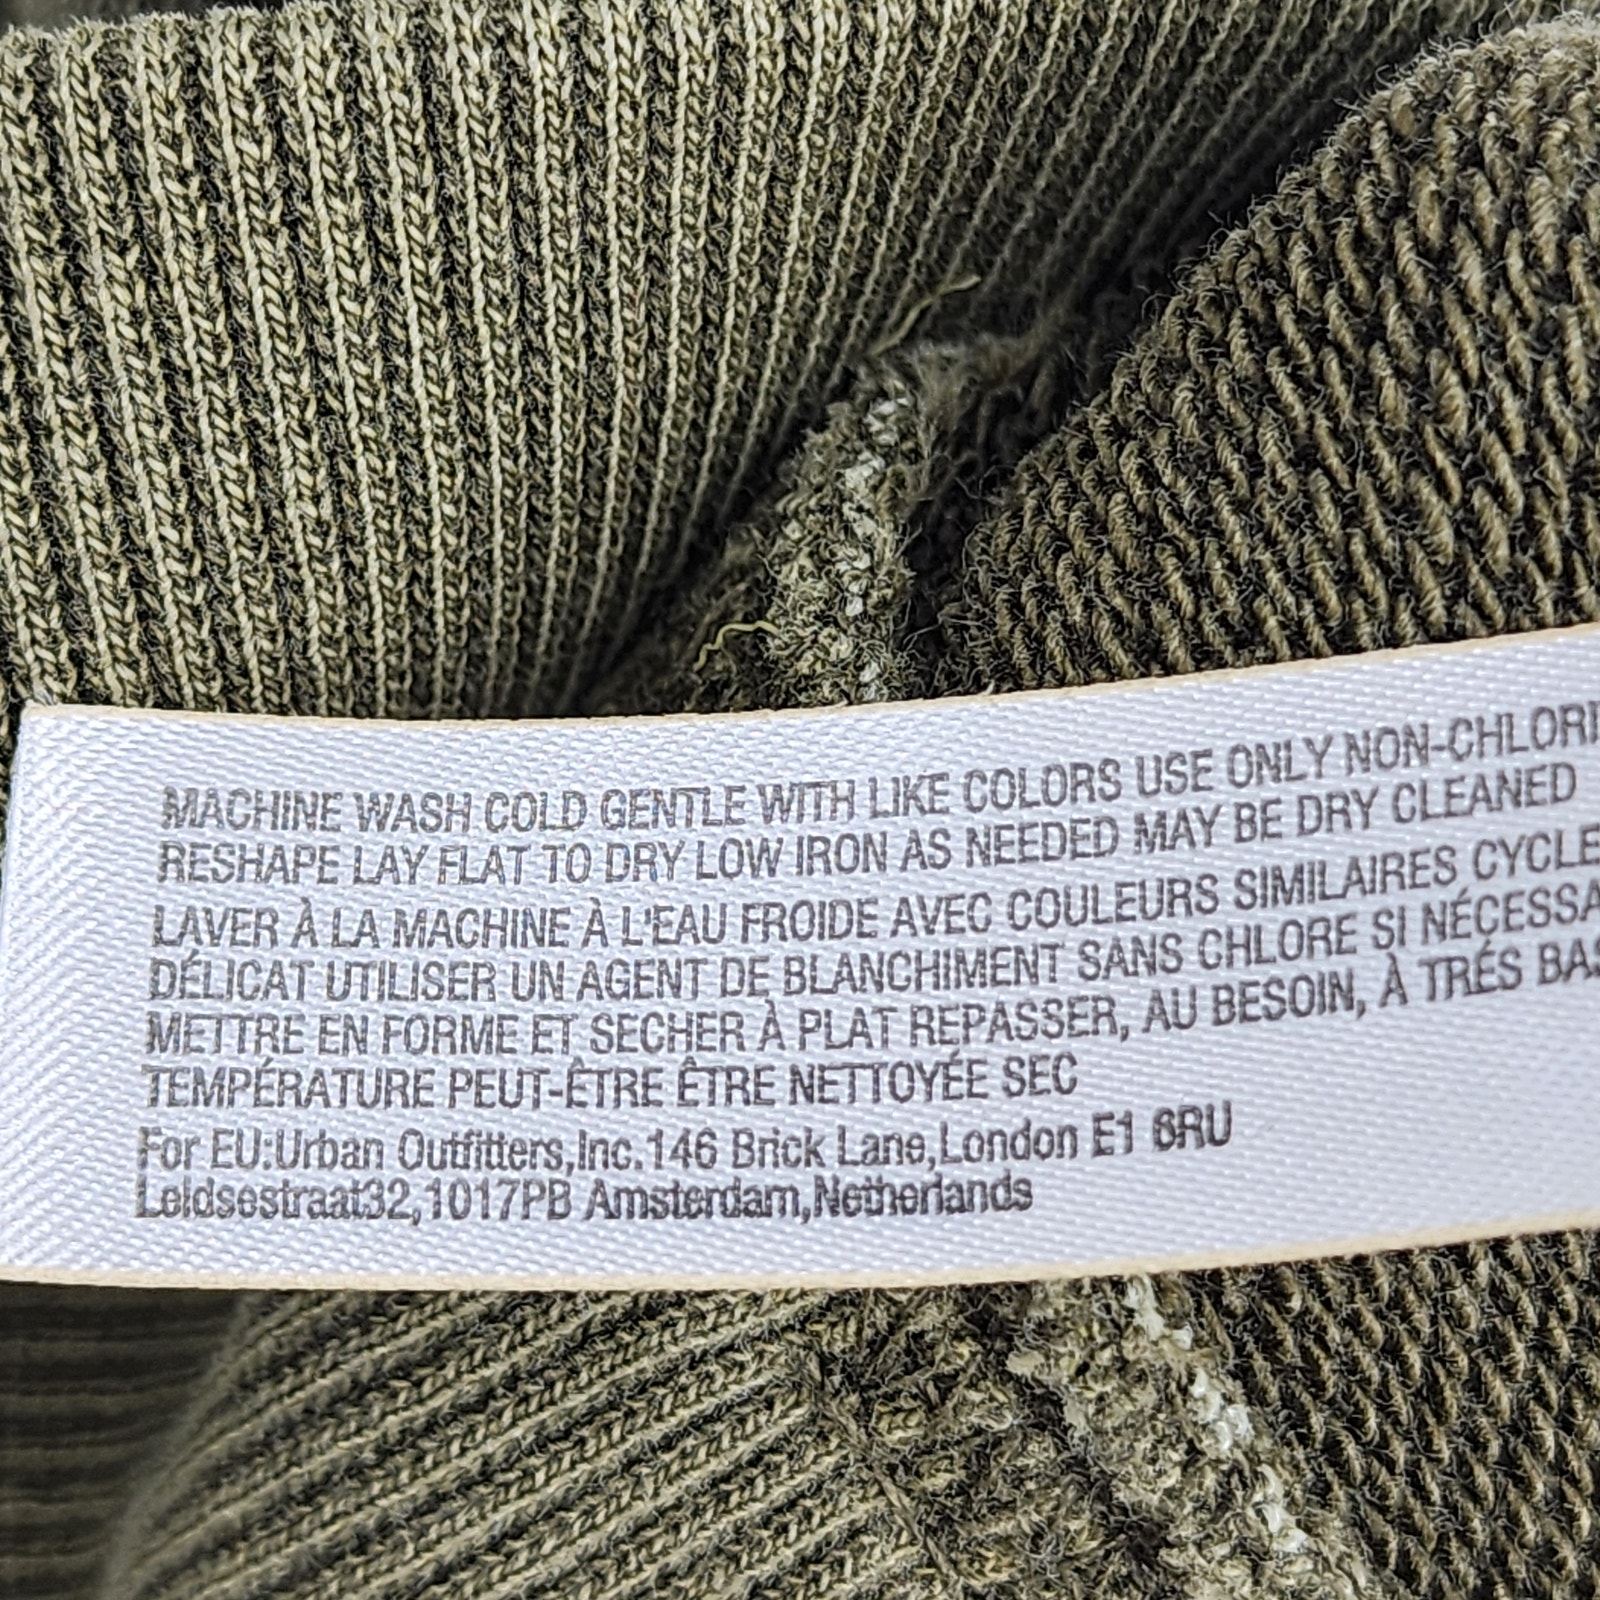 MACHINE WASH COLD GENTLE WITH LIKE COLORS USE ONLY NON-CHLORI
RESHAPE LAY FLAT TO DRY LOW IRON AS NEEDED MAY BE DRY CLEANED
LAVER À LA MACHINE À L'EAU FROIDE AVEC COULEURS SIMILAIRES CYCLE
DÉLICAT UTILISER UN AGENT DE BLANCHIMENT SANS CHLORE SI NÉCESSA
METTRE EN FORME ET SECHER À PLAT REPASSER, AU BESOIN, À TRÉS BAS
TEMPÉRATURE PEUT-ÊTRE ÊTRE NETTOYÉE SEC
For EU:Urban Outfitters,Inc.146 Brick Lane,London E1 6RU
Leidsestraat32,1017PB Amsterdam,Netherlands